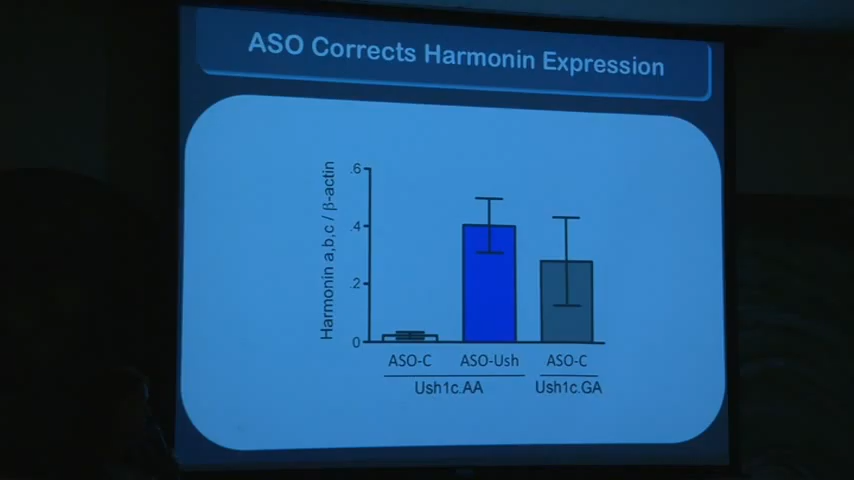 ASO Corrects Harmonin Expression
Harmonin a,b,c / β-actin
.6
.4
.2
0
ASO-C ASO-Ush ASO-C
Ush1c.AA Ush1c.GA